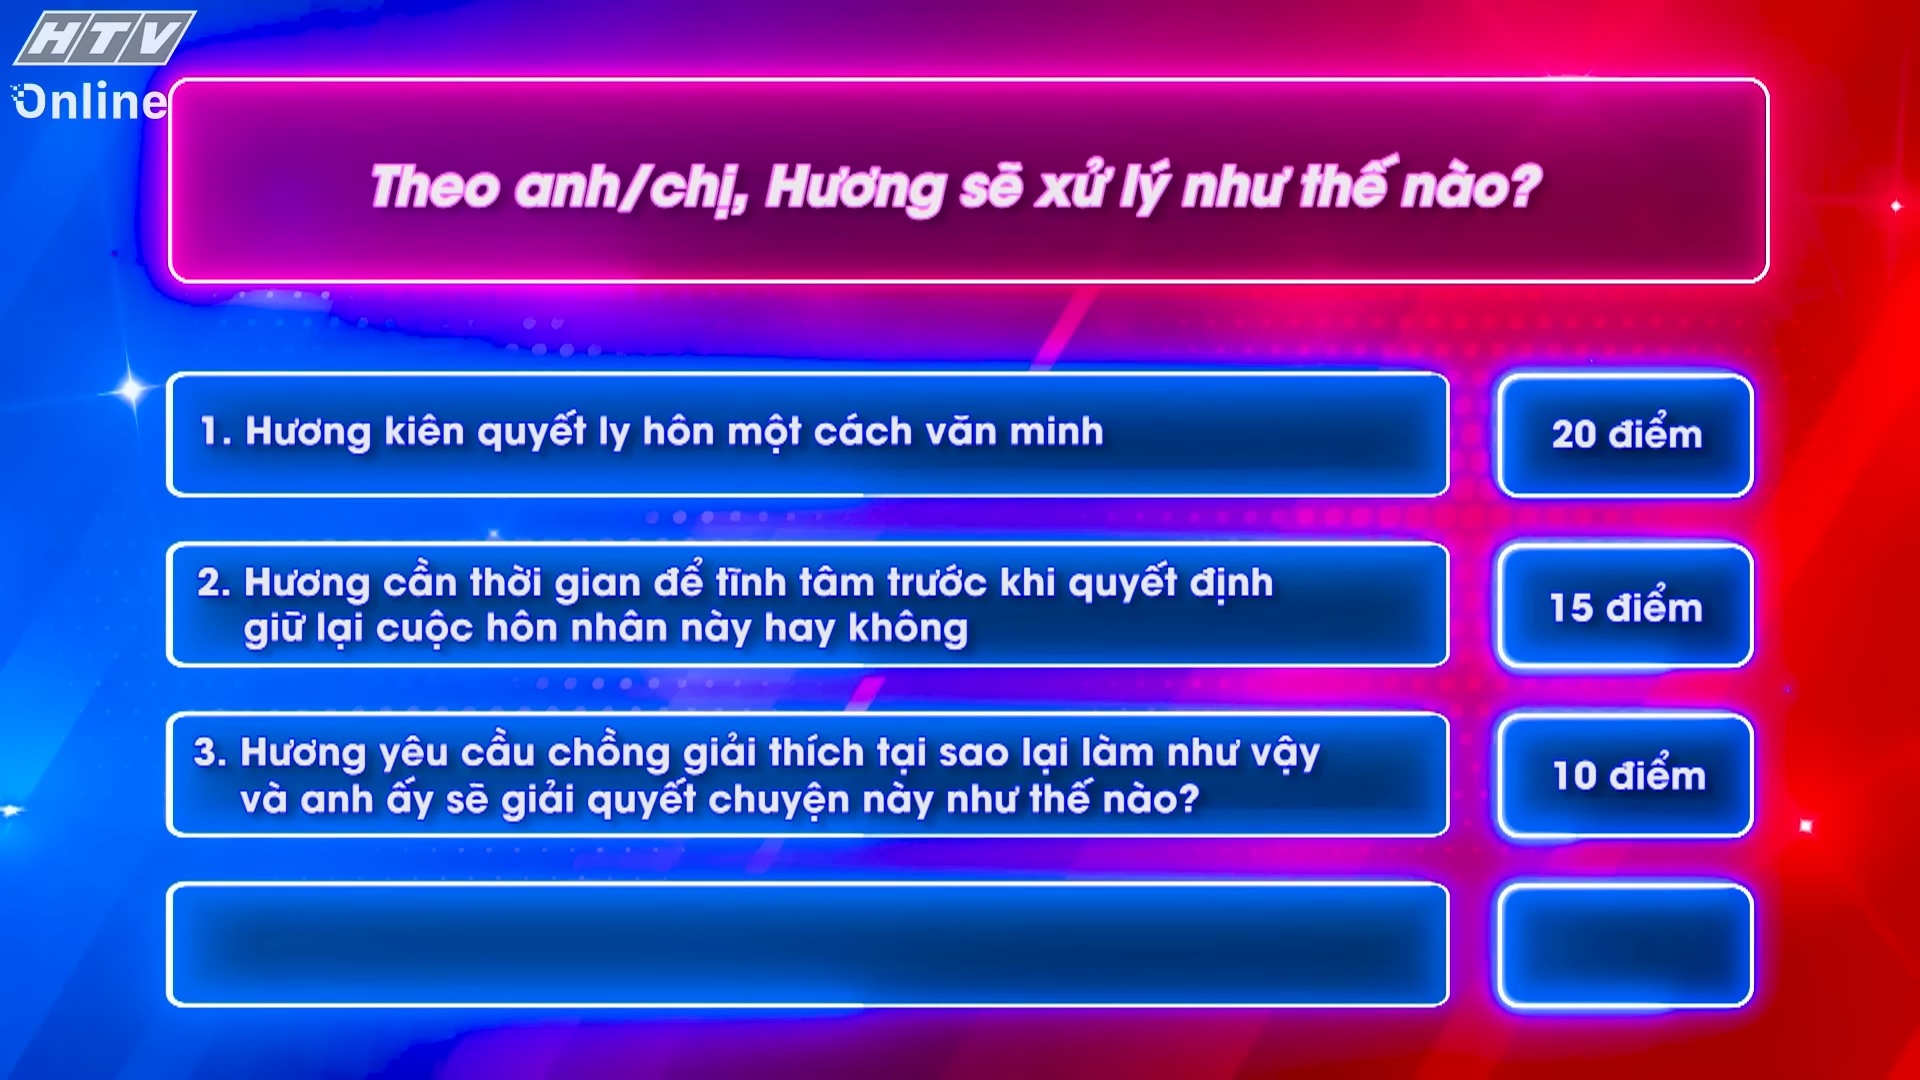 HTV
Online
Theo anh/chị, Hương sẽ xử lý như thế nào?
1. Hương kiên quyết ly hôn một cách văn minh
20 điểm
2. Hương cần thời gian để tĩnh tâm trước khi quyết định
giữ lại cuộc hôn nhân này hay không
15 điểm
3. Hương yêu cầu chồng giải thích tại sao lại làm như vậy
và anh ấy sẽ giải quyết chuyện này như thế nào?
10 điểm